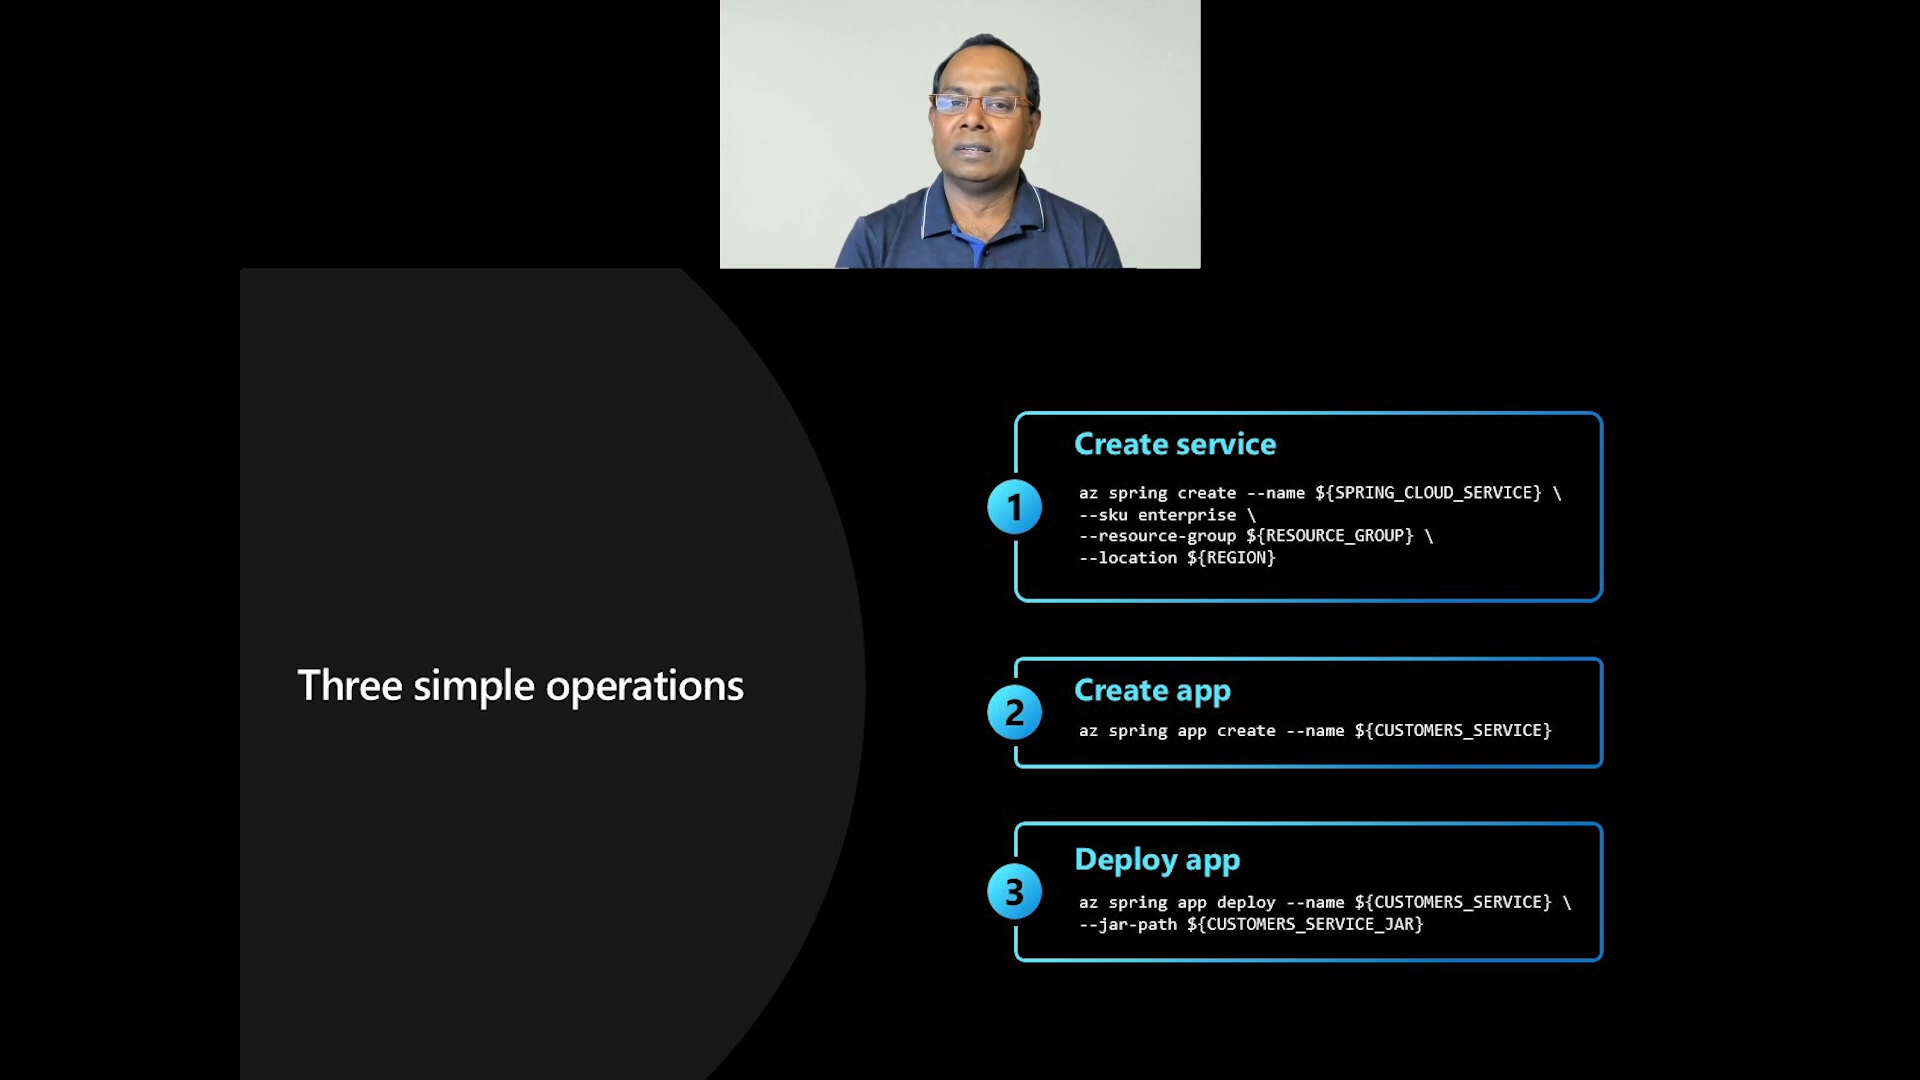 Three simple operations
1
Create service
az spring create --name ${SPRING_CLOUD_SERVICE} \
--sku enterprise \
--resource-group ${RESOURCE_GROUP} \
--location ${REGION}
2
Create app
az spring app create --name ${CUSTOMERS_SERVICE}
3
Deploy app
az spring app deploy --name ${CUSTOMERS_SERVICE} \
--jar-path ${CUSTOMERS_SERVICE_JAR}